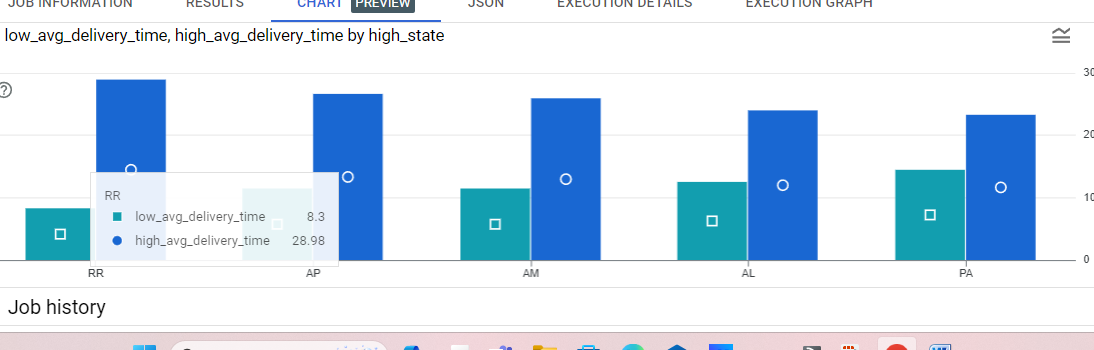 JOB INFORMATION RESULTS CHART PREVIEW JSON EXECUTION DETAILS EXECUTION GRAPH
low_avg_delivery_time, high_avg_delivery_time by high_state
30
20
10
0
RR
low_avg_delivery_time 8.3
high_avg_delivery_time 28.98
RR AP AM AL PA
Job history